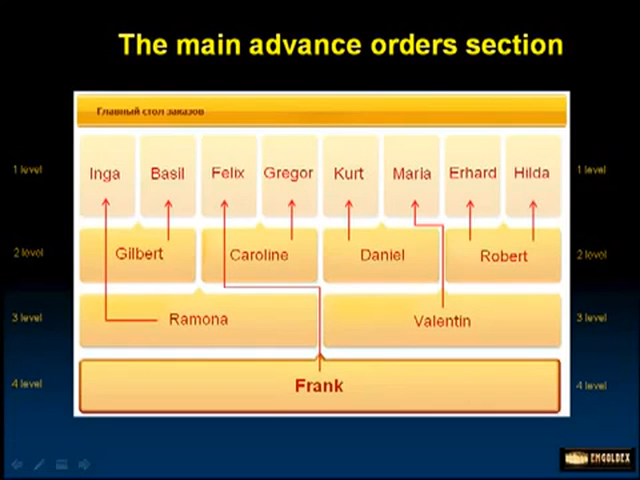 The main advance orders section
Главный стол заказов
1 level Inga Basil Felix Gregor Kurt Maria Erhard Hilda 1 level
2 level Gilbert Caroline Daniel Robert 2 level
3 level Ramona Valentin 3 level
4 level Frank 4 level
EMGOLDEX